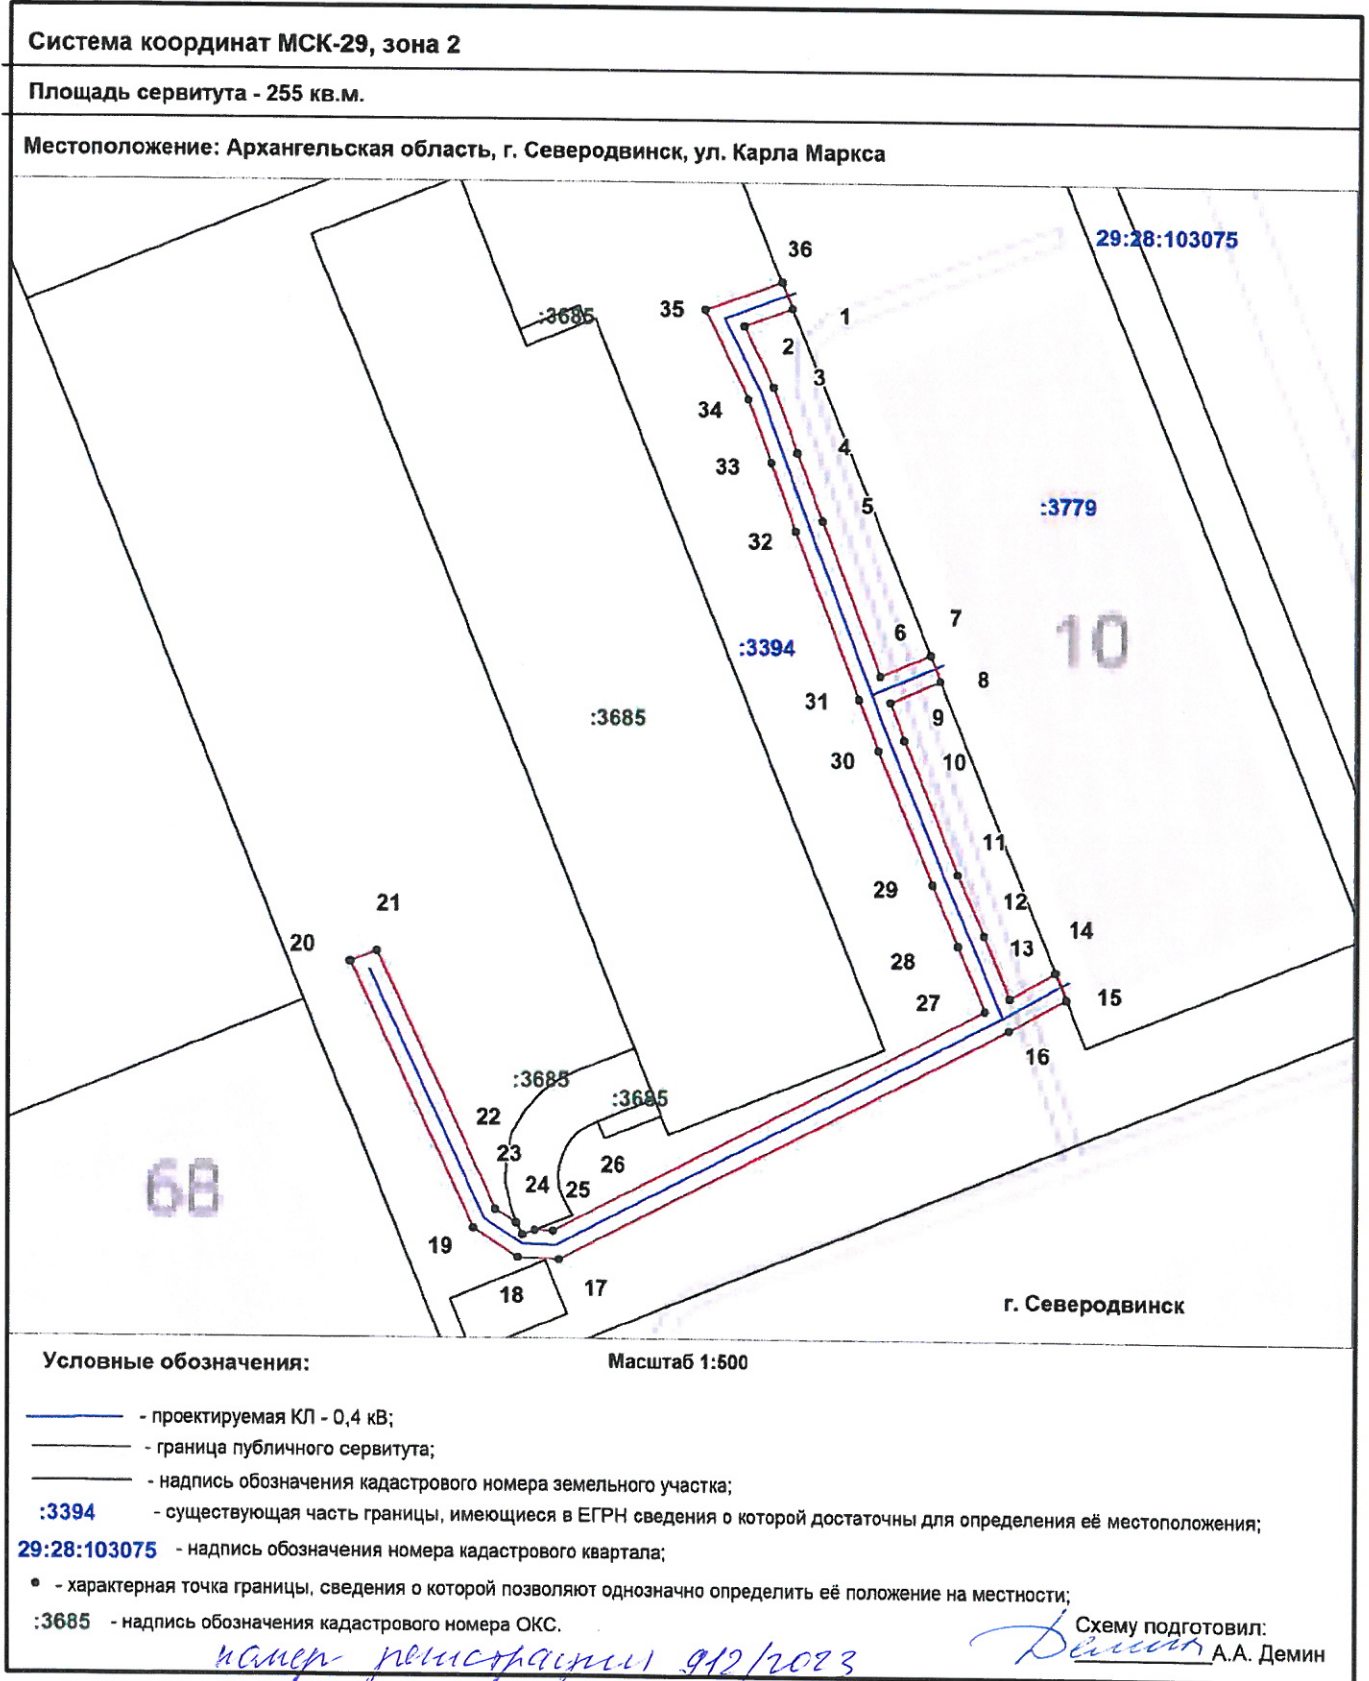 Система координат МСК-29, зона 2
Площадь сервитута - 255 кв.м.
Местоположение: Архангельская область, г. Северодвинск, ул. Карла Маркса
36
29:28:103075
35
:3685
1
2
3
34
4
33
5
:3779
32
10
7
6
:3394
8
31
:3685
9
30
10
11
29
12
21
14
20
13
28
15
27
16
:3685
:3685
22
23
26
24
25
68
19
17
18
г. Северодвинск
Условные обозначения:
Масштаб 1:500
- проектируемая КЛ - 0,4 кВ;
- граница публичного сервитута;
- надпись обозначения кадастрового номера земельного участка;
:3394 - существующая часть границы, имеющиеся в ЕГРН сведения о которой достаточны для определения её местоположения;
29:28:103075 - надпись обозначения номера кадастрового квартала;
- характерная точка границы, сведения о которой позволяют однозначно определить её положение на местности;
:3685 - надпись обозначения кадастрового номера ОКС.
Схему подготовил:
Демин А.А. Демин
номер регистрации 912/2023